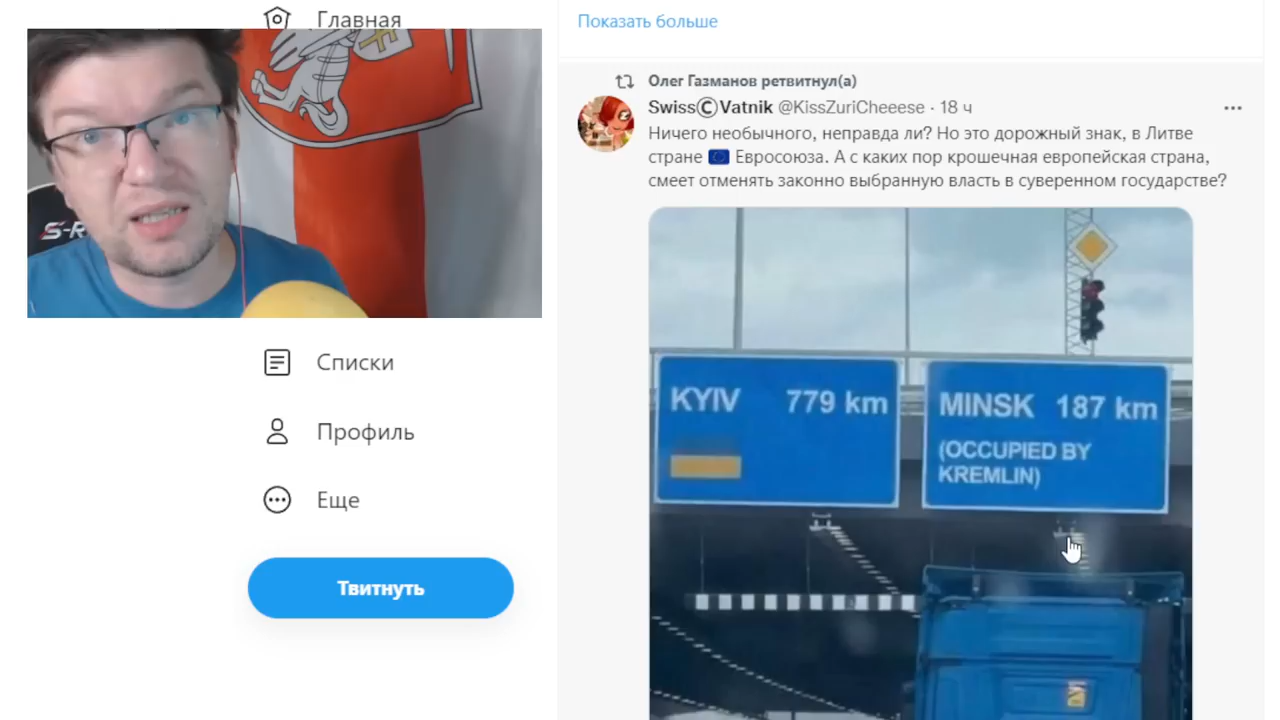 Главная
S-R
Списки
Профиль
Еще
Твитнуть
Показать больше
Олег Газманов ретвитнул(а)
SwissⒸVatnik @KissZuriCheeese · 18 ч
Ничего необычного, неправда ли? Но это дорожный знак, в Литве
стране 🇪🇺 Евросоюза. А с каких пор крошечная европейская страна,
смеет отменять законно выбранную власть в суверенном государстве?
KYIV 779 km
MINSK 187 km
(OCCUPIED BY
KREMLIN)